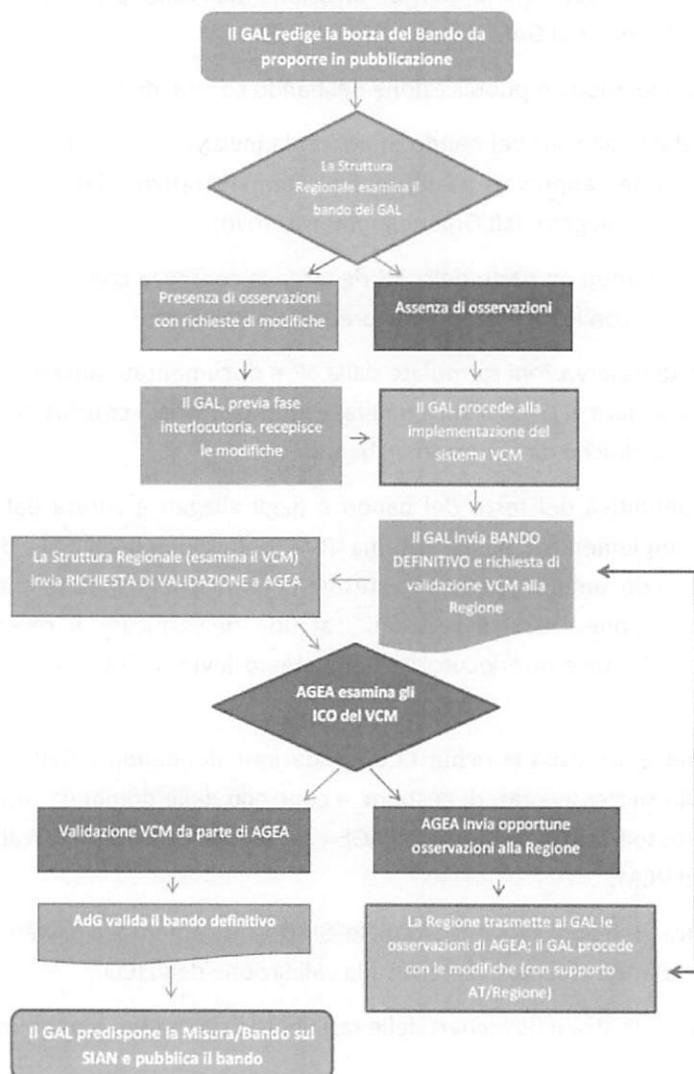 Il GAL redige la bozza del Bando da
proporre in pubblicazione
La Struttura
Regionale esamina il
bando del GAL
Presenza di osservazioni
con richieste di modifiche
Assenza di osservazioni
Il GAL, previa fase
interlocutoria, recepisce
le modifiche
Il GAL procede alla
implementazione del
sistema VCM
La Struttura Regionale (esamina il VCM)
invia RICHIESTA DI VALIDAZIONE a AGEA
Il GAL invia BANDO
DEFINITIVO e richiesta di
validazione VCM alla
Regione
AGEA esamina gli
ICO del VCM
Validazione VCM da parte di AGEA
AGEA invia opportune
osservazioni alla Regione
AdG valida il bando definitivo
La Regione trasmette al GAL le
osservazioni di AGEA; il GAL procede
con le modifiche (con supporto
AT/Regione)
Il GAL predispone la Misura/Bando sul
SIAN e pubblica il bando